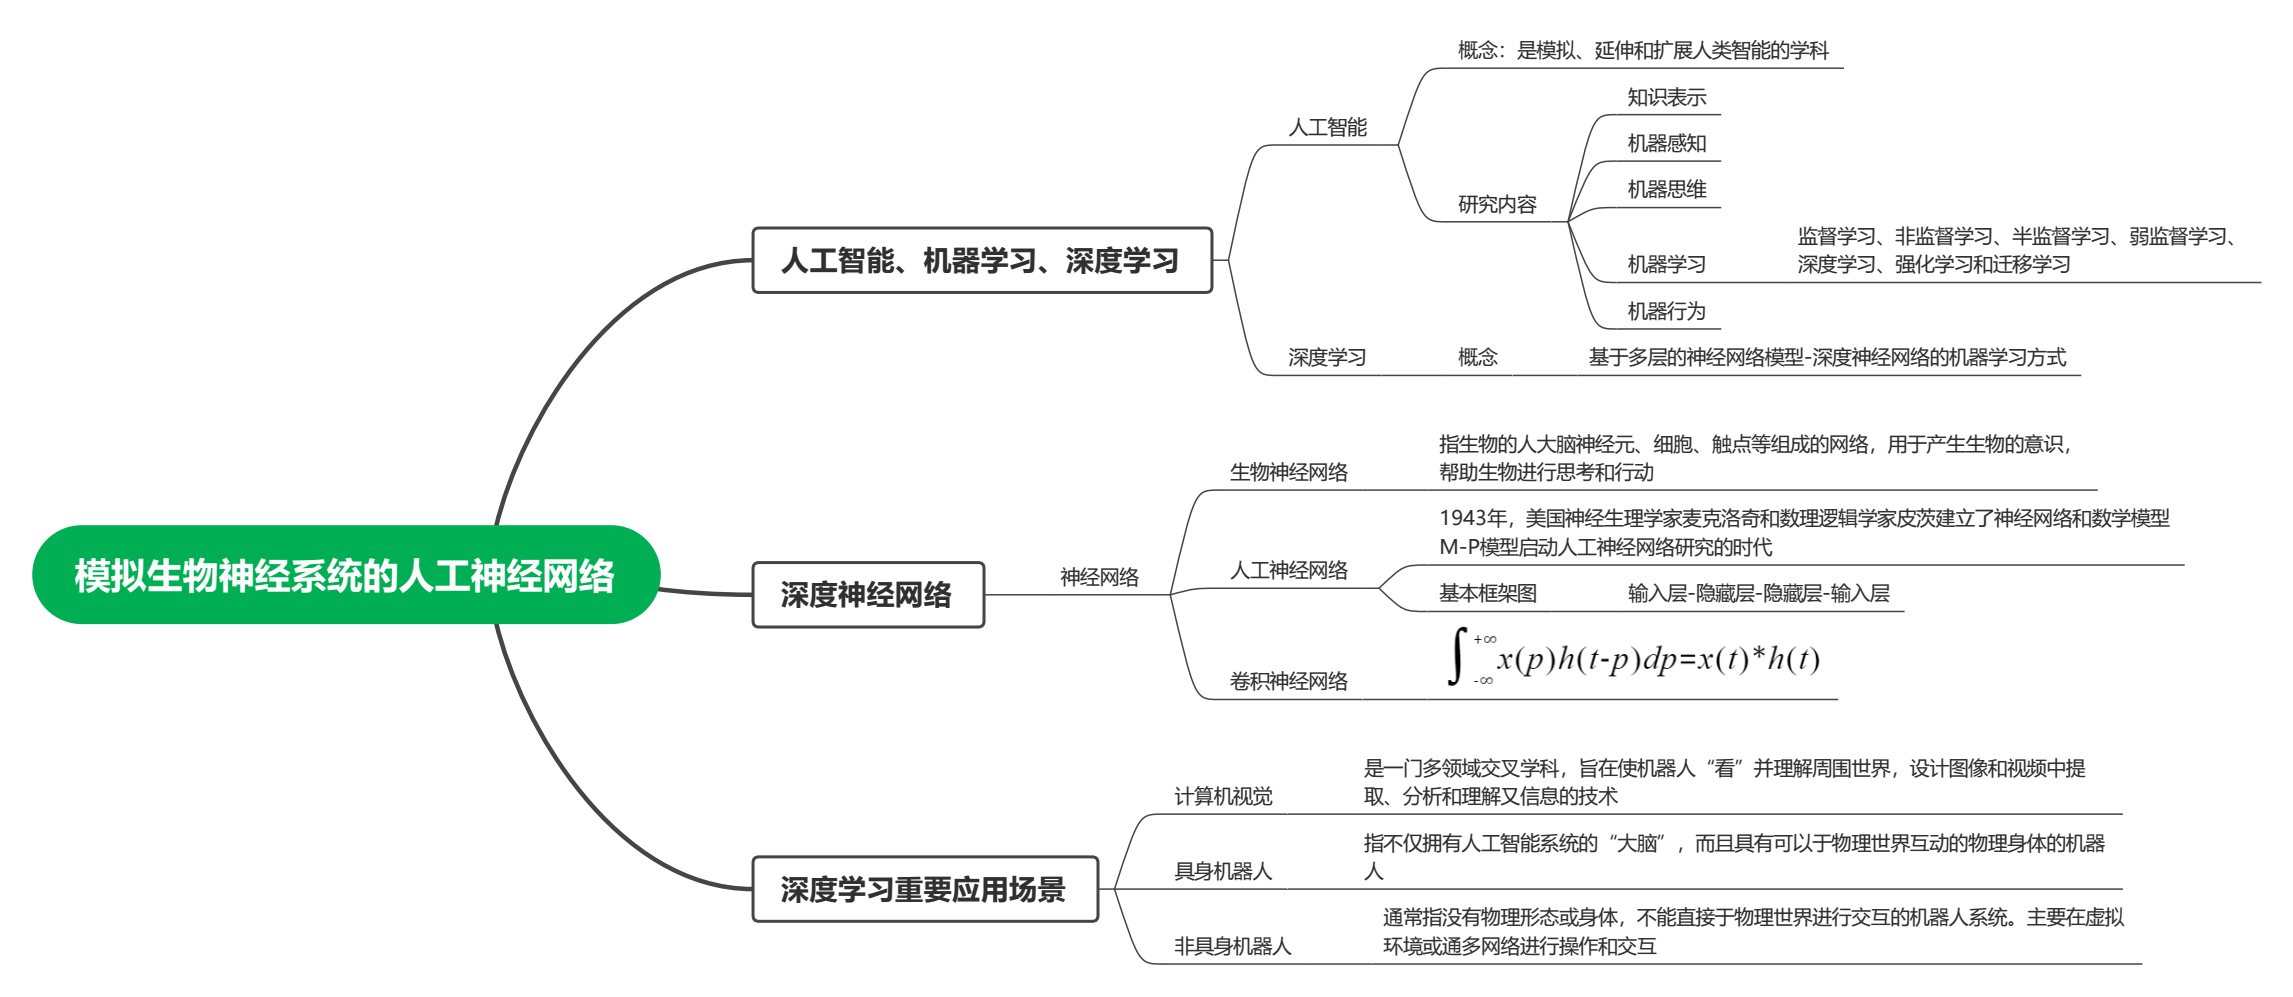 模拟生物神经系统的人工神经网络
人工智能、机器学习、深度学习
人工智能
概念：是模拟、延伸和扩展人类智能的学科
研究内容
知识表示
机器感知
机器思维
机器学习
监督学习、非监督学习、半监督学习、弱监督学习、
深度学习、强化学习和迁移学习
机器行为
深度学习
概念
基于多层的神经网络模型-深度神经网络的机器学习方式
深度神经网络
神经网络
生物神经网络
指生物的人大脑神经元、细胞、触点等组成的网络，用于产生生物的意识，
帮助生物进行思考和行动
人工神经网络
1943年，美国神经生理学家麦克洛奇和数理逻辑学家皮茨建立了神经网络和数学模型
M-P模型启动人工神经网络研究的时代
基本框架图
输入层-隐藏层-隐藏层-输入层
卷积神经网络
∫₋∞⁺∞x(p)h(t-p)dp=x(t)*h(t)
深度学习重要应用场景
计算机视觉
是一门多领域交叉学科，旨在使机器人“看”并理解周围世界，设计图像和视频中提
取、分析和理解又信息的技术
具身机器人
指不仅拥有人工智能系统的“大脑”，而且具有可以于物理世界互动的物理身体的机器
人
非具身机器人
通常指没有物理形态或身体，不能直接于物理世界进行交互的机器人系统。主要在虚拟
环境或通多网络进行操作和交互